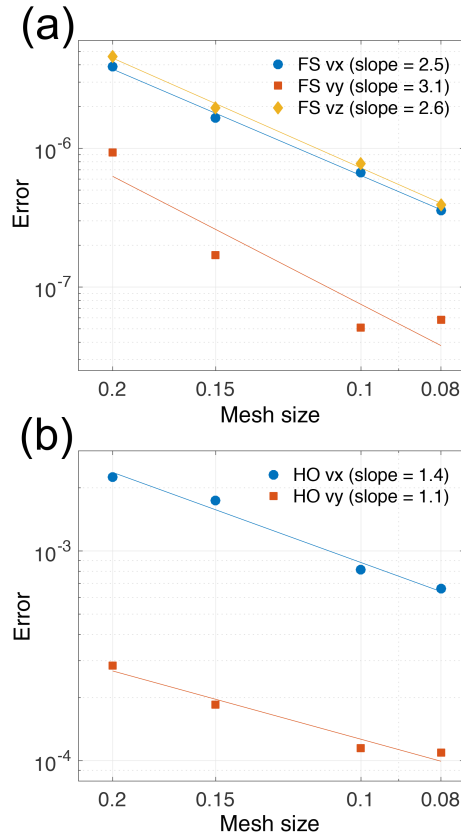 (a)
FS vx (slope = 2.5)
FS vy (slope = 3.1)
FS vz (slope = 2.6)
Error
10-6
10-7
0.2 0.15 0.1 0.08
Mesh size
(b)
HO vx (slope = 1.4)
HO vy (slope = 1.1)
Error
10-3
10-4
0.2 0.15 0.1 0.08
Mesh size